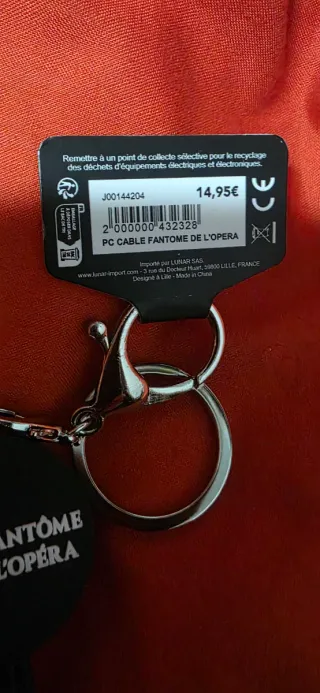 Remettre à un point de collecte sélective pour le recyclage
des déchets d'équipements électriques et électroniques.
J00144204
14,95€
CE
2 000000 432328
PC CABLE FANTOME DE L'OPERA
Importé par LUNAR SAS.
www.lunar-import.com - 3 rue du Docteur Huart, 59800 LILLE, FRANCE
Designé à Lille - Made in China
ANTÔME
L'OPÉRA